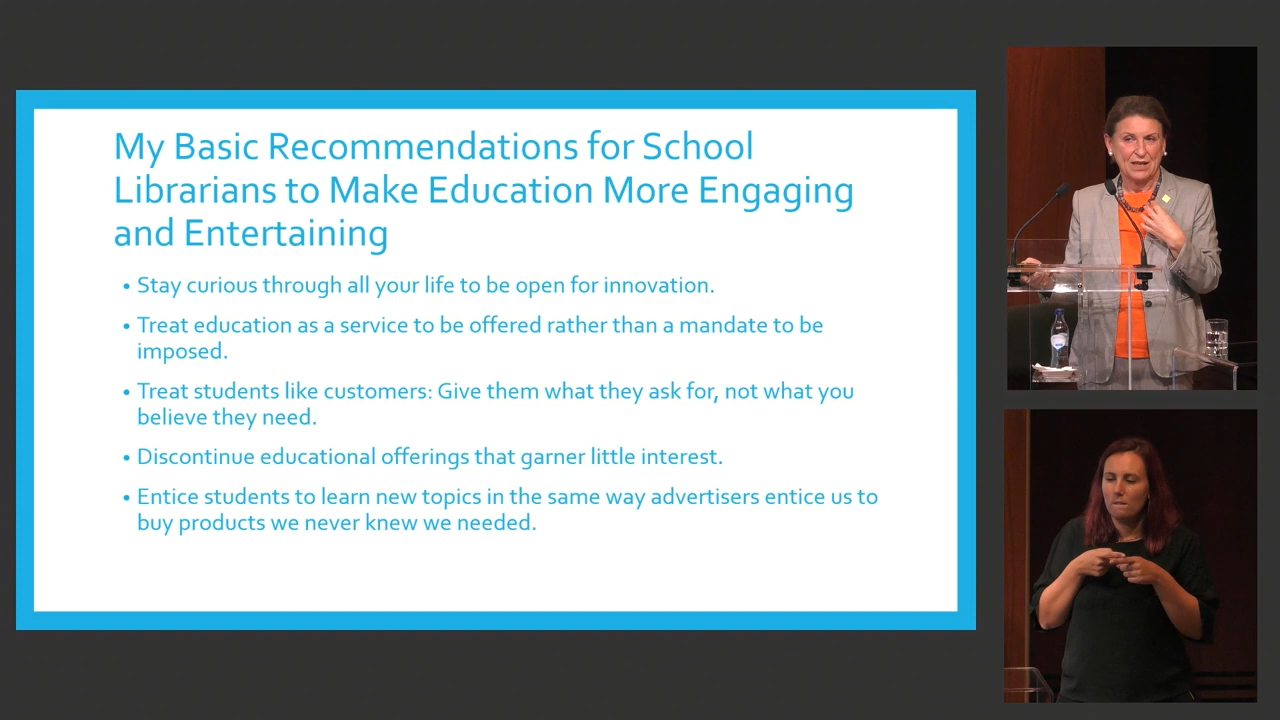 My Basic Recommendations for School
Librarians to Make Education More Engaging
and Entertaining
• Stay curious through all your life to be open for innovation.
• Treat education as a service to be offered rather than a mandate to be
imposed.
• Treat students like customers: Give them what they ask for, not what you
believe they need.
• Discontinue educational offerings that garner little interest.
• Entice students to learn new topics in the same way advertisers entice us to
buy products we never knew we needed.